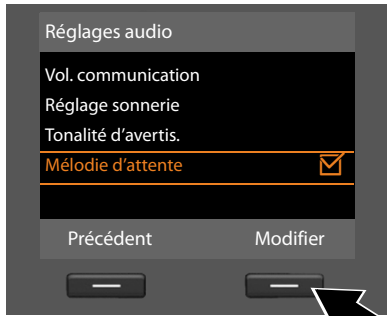 Réglages audio
Vol. communication
Réglage sonnerie
Tonalité d'avertis.
Mélodie d'attente
Précédent Modifier